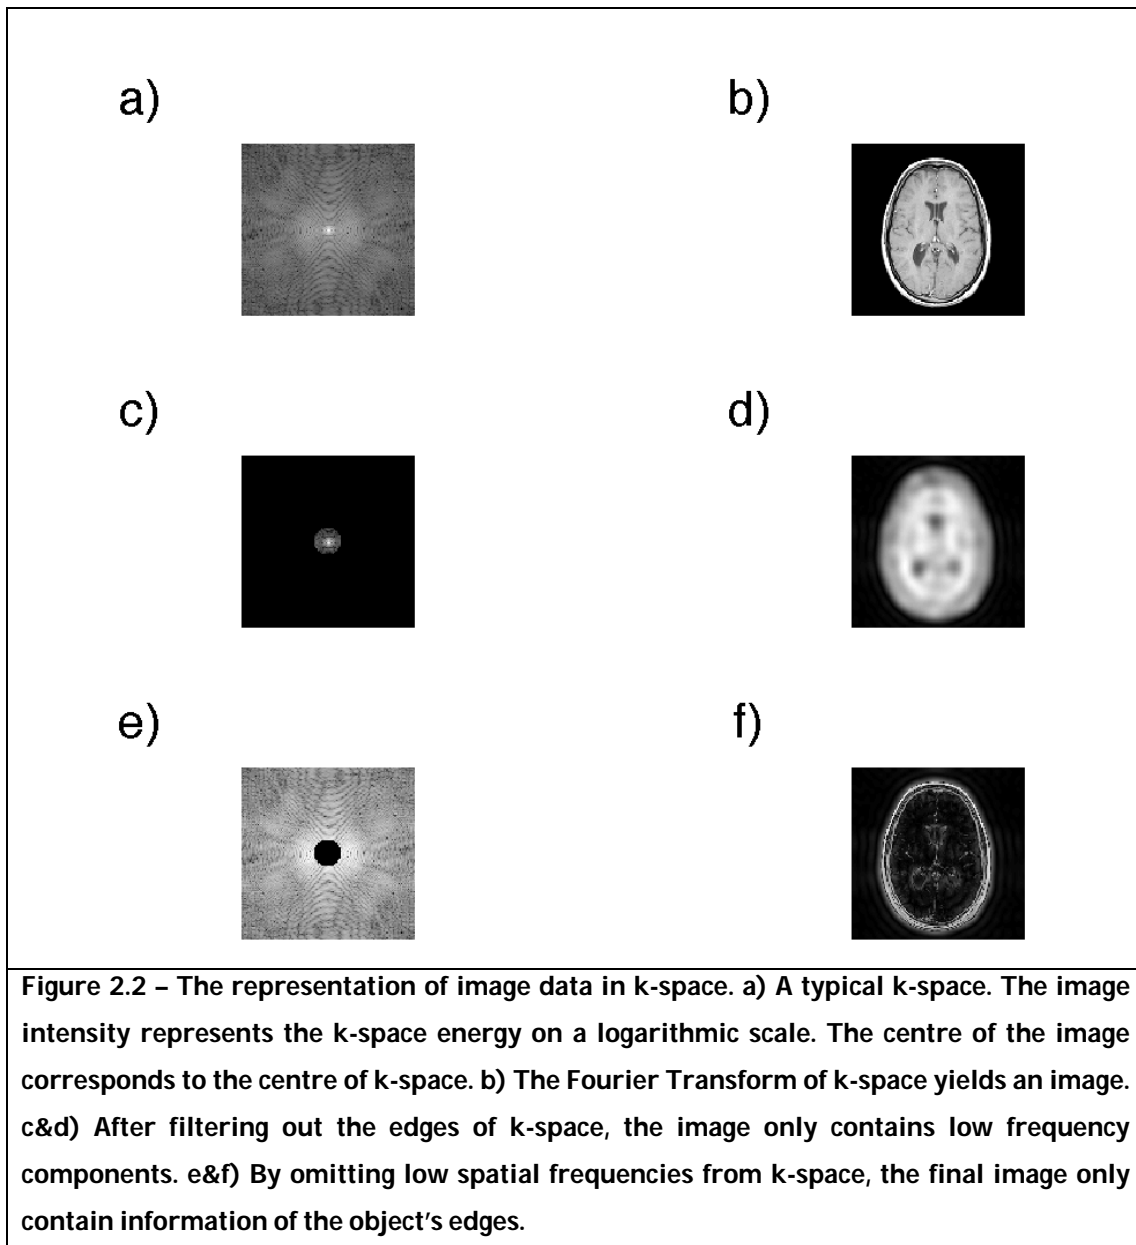 a)
b)
c)
d)
e)
f)
Figure 2.2 – The representation of image data in k-space. a) A typical k-space. The image
intensity represents the k-space energy on a logarithmic scale. The centre of the image
corresponds to the centre of k-space. b) The Fourier Transform of k-space yields an image.
c&d) After filtering out the edges of k-space, the image only contains low frequency
components. e&f) By omitting low spatial frequencies from k-space, the final image only
contain information of the object's edges.